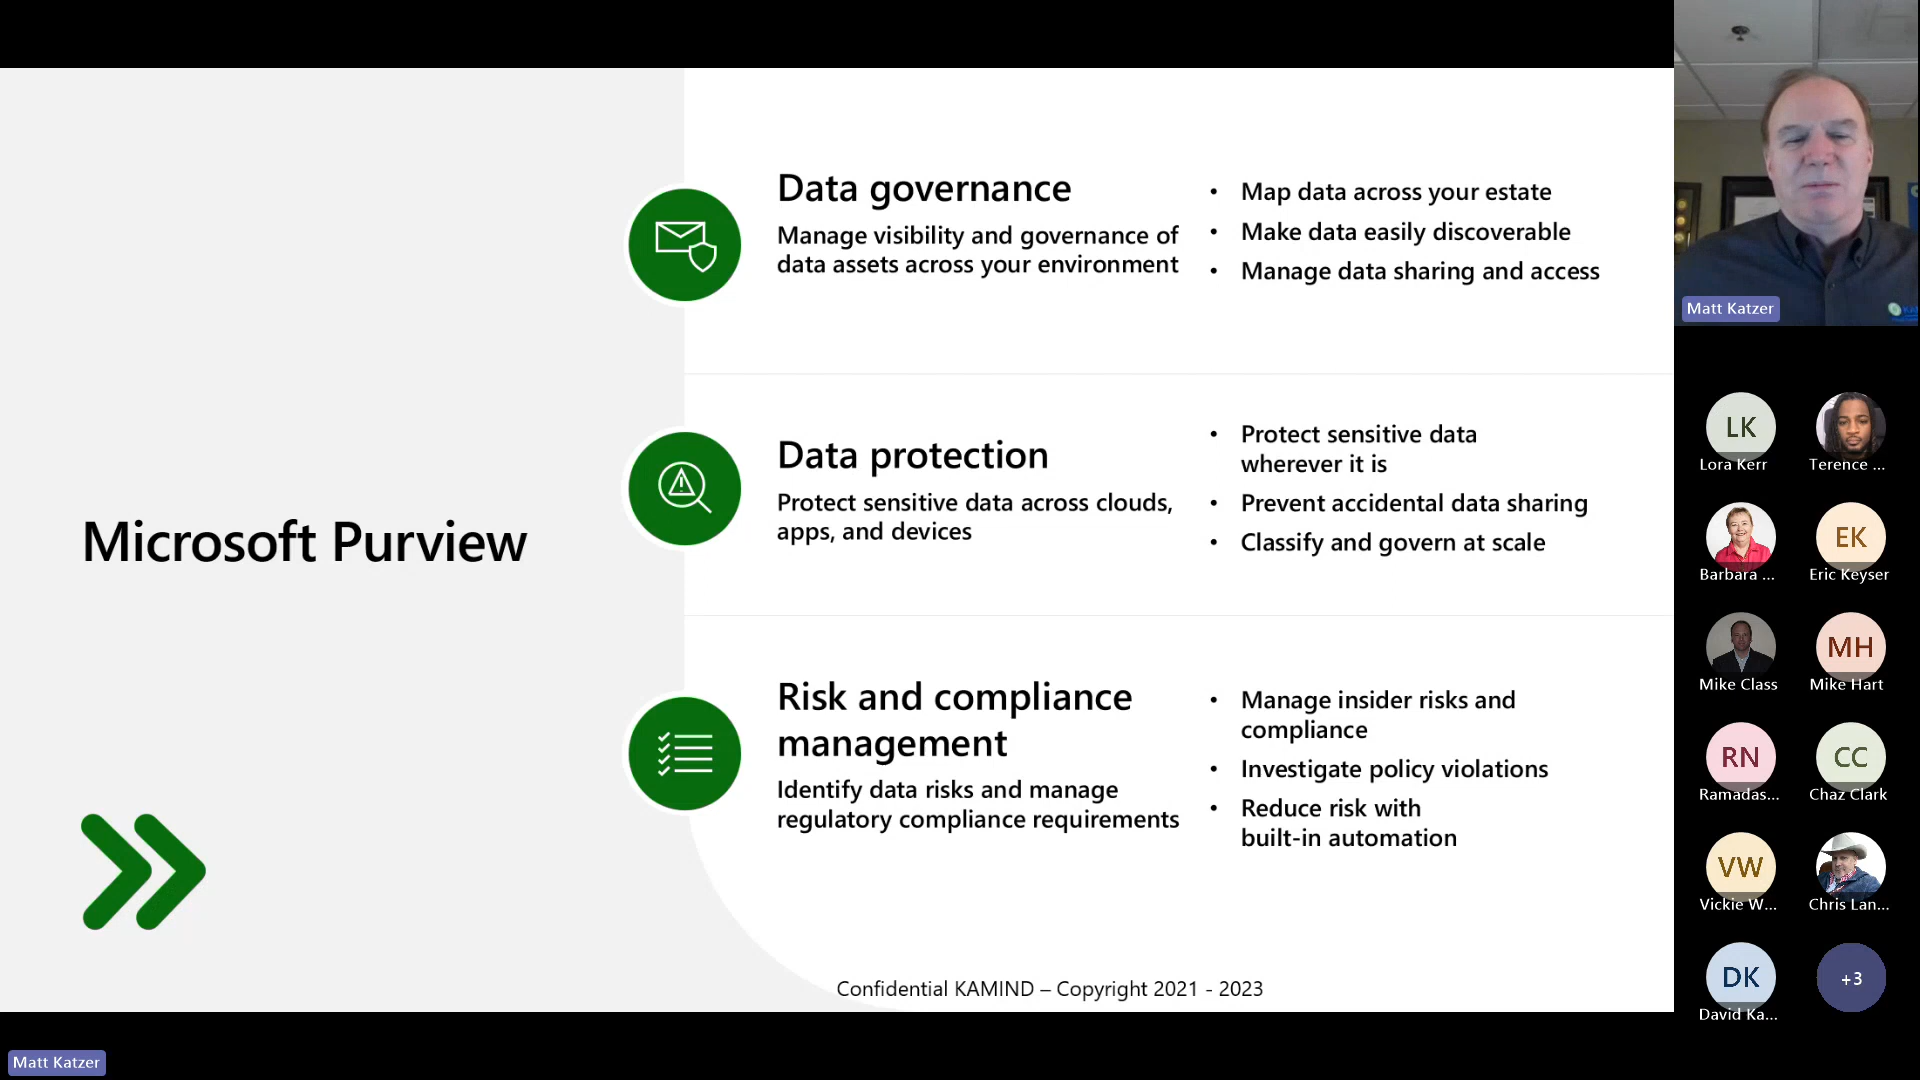 Microsoft Purview
Data governance
Manage visibility and governance of
data assets across your environment
• Map data across your estate
• Make data easily discoverable
• Manage data sharing and access
Data protection
Protect sensitive data across clouds,
apps, and devices
• Protect sensitive data
wherever it is
• Prevent accidental data sharing
• Classify and govern at scale
Risk and compliance
management
Identify data risks and manage
regulatory compliance requirements
• Manage insider risks and
compliance
• Investigate policy violations
• Reduce risk with
built-in automation
Confidential KAMIND – Copyright 2021 - 2023
Matt Katzer
Matt Katzer
LK
Lora Kerr
Terence ...
Barbara ...
EK
Eric Keyser
Mike Class
MH
Mike Hart
RN
Ramadas...
CC
Chaz Clark
VW
Vickie W...
Chris Lan...
DK
David Ka...
+3